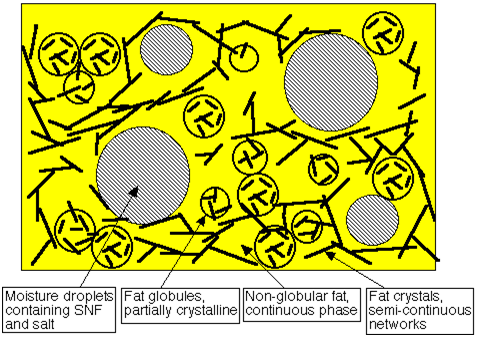 Moisture droplets
containing SNF
and salt
Fat globules,
partially crystalline
Non-globular fat,
continuous phase
Fat crystals,
semi-continuous
networks